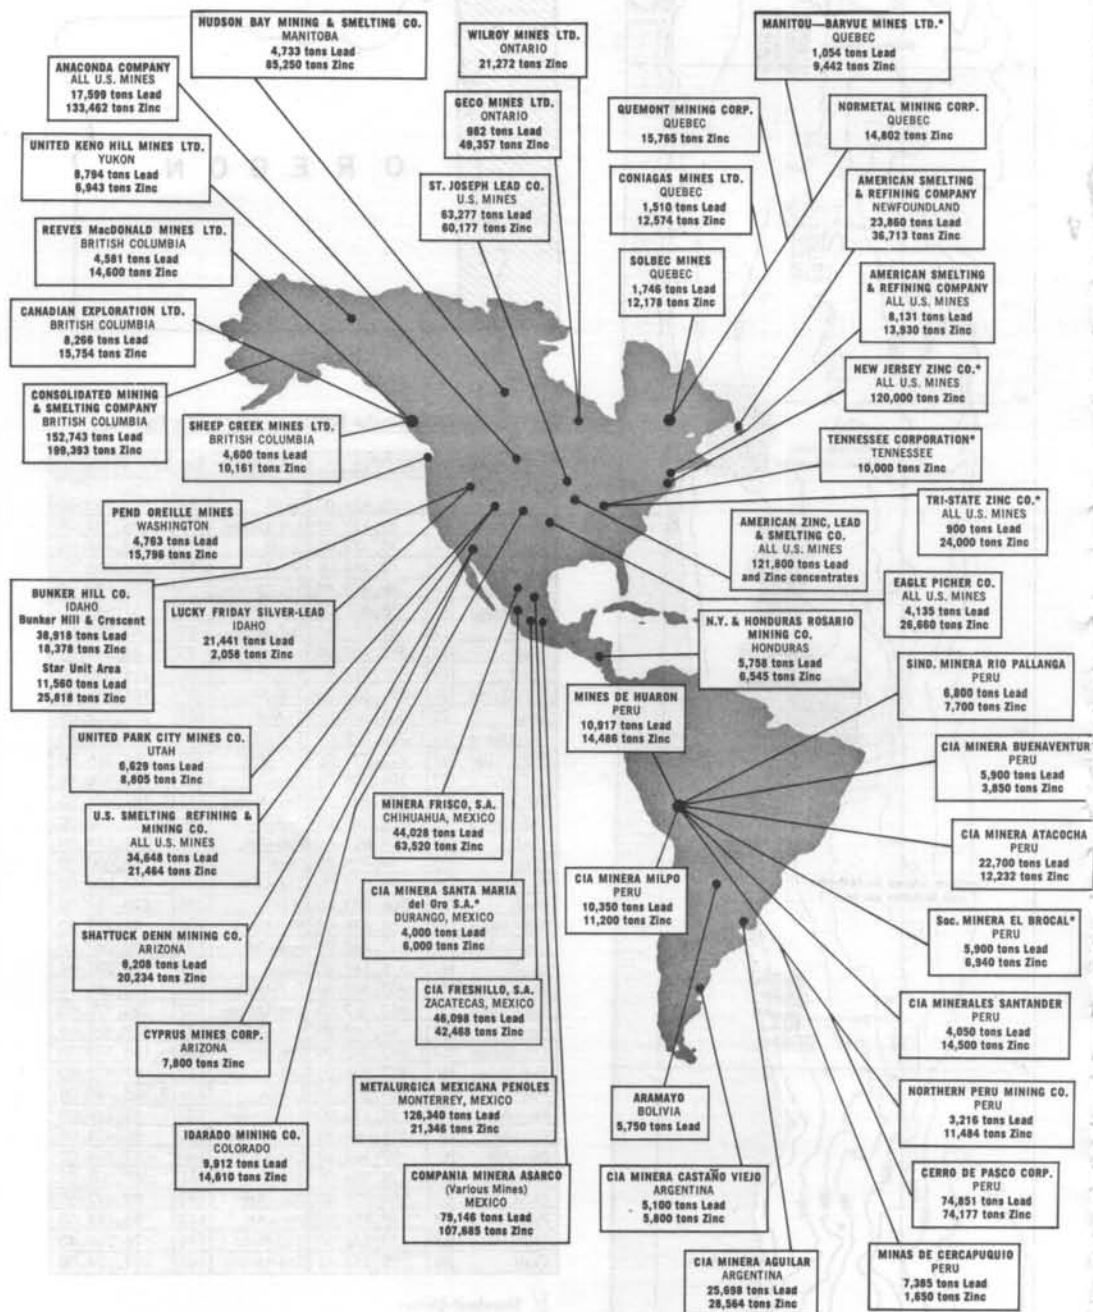 HUDSON BAY MINING & SMELTING CO.
MANITOBA
4,733 tons Lead
85,250 tons Zinc
WILROY MINES LTD.
ONTARIO
21,272 tons Zinc
MANITOU—BARVUE MINES LTD.*
QUEBEC
1,054 tons Lead
9,442 tons Zinc
ANACONDA COMPANY
ALL U.S. MINES
17,599 tons Lead
133,462 tons Zinc
GECO MINES LTD.
ONTARIO
982 tons Lead
49,357 tons Zinc
QUEMONT MINING CORP.
QUEBEC
15,765 tons Zinc
NORMETAL MINING CORP.
QUEBEC
14,802 tons Zinc
UNITED KENO HILL MINES LTD.
YUKON
8,794 tons Lead
6,943 tons Zinc
OREGON
ST. JOSEPH LEAD CO.
U.S. MINES
63,277 tons Lead
60,177 tons Zinc
CONIAGAS MINES LTD.
QUEBEC
1,510 tons Lead
12,574 tons Zinc
AMERICAN SMELTING
& REFINING COMPANY
NEWFOUNDLAND
23,860 tons Lead
36,713 tons Zinc
REEVES MacDONALD MINES LTD.
BRITISH COLUMBIA
4,581 tons Lead
14,600 tons Zinc
SOLBEC MINES
QUEBEC
1,746 tons Lead
12,178 tons Zinc
AMERICAN SMELTING
& REFINING COMPANY
ALL U.S. MINES
8,131 tons Lead
13,930 tons Zinc
CANADIAN EXPLORATION LTD.
BRITISH COLUMBIA
8,266 tons Lead
15,754 tons Zinc
NEW JERSEY ZINC CO.*
ALL U.S. MINES
120,000 tons Zinc
CONSOLIDATED MINING
& SMELTING COMPANY
BRITISH COLUMBIA
152,743 tons Lead
199,393 tons Zinc
SHEEP CREEK MINES LTD.
BRITISH COLUMBIA
4,600 tons Lead
10,161 tons Zinc
TENNESSEE CORPORATION*
TENNESSEE
10,000 tons Zinc
PEND OREILLE MINES
WASHINGTON
4,763 tons Lead
15,796 tons Zinc
AMERICAN ZINC, LEAD
& SMELTING CO.
ALL U.S. MINES
121,800 tons Lead
and Zinc concentrates
TRI-STATE ZINC CO.*
ALL U.S. MINES
900 tons Lead
24,000 tons Zinc
BUNKER HILL CO.
IDAHO
Bunker Hill & Crescent
38,918 tons Lead
18,378 tons Zinc
Star Unit Area
11,560 tons Lead
25,818 tons Zinc
LUCKY FRIDAY SILVER-LEAD
IDAHO
21,441 tons Lead
2,058 tons Zinc
EAGLE PICHER CO.
ALL U.S. MINES
4,135 tons Lead
26,660 tons Zinc
N.Y. & HONDURAS ROSARIO
MINING CO.
HONDURAS
5,758 tons Lead
6,545 tons Zinc
SIND. MINERA RIO PALLANGA
PERU
6,800 tons Lead
7,700 tons Zinc
MINES DE HUARON
PERU
10,917 tons Lead
14,486 tons Zinc
UNITED PARK CITY MINES CO.
UTAH
6,629 tons Lead
8,805 tons Zinc
CIA MINERA BUENAVENTUR
PERU
5,900 tons Lead
3,850 tons Zinc
U.S. SMELTING REFINING &
MINING CO.
ALL U.S. MINES
34,648 tons Lead
21,484 tons Zinc
MINERA FRISCO, S.A.
CHIHUAHUA, MEXICO
44,028 tons Lead
63,520 tons Zinc
CIA MINERA ATACOCHA
PERU
22,700 tons Lead
12,232 tons Zinc
CIA MINERA SANTA MARIA
del Oro S.A.*
DURANGO, MEXICO
4,000 tons Lead
6,000 tons Zinc
CIA MINERA MILPO
PERU
10,350 tons Lead
11,200 tons Zinc
Soc. MINERA EL BROCAL*
PERU
5,900 tons Lead
6,940 tons Zinc
SHATTUCK DENN MINING CO.
ARIZONA
6,208 tons Lead
20,234 tons Zinc
CIA FRESNILLO, S.A.
ZACATECAS, MEXICO
46,098 tons Lead
42,468 tons Zinc
CIA MINERALES SANTANDER
PERU
4,050 tons Lead
14,500 tons Zinc
CYPRUS MINES CORP.
ARIZONA
7,800 tons Zinc
METALURGICA MEXICANA PENOLES
MONTERREY, MEXICO
126,340 tons Lead
21,346 tons Zinc
ARAMAYO
BOLIVIA
5,750 tons Lead
NORTHERN PERU MINING CO.
PERU
3,216 tons Lead
11,484 tons Zinc
IDARADO MINING CO.
COLORADO
9,912 tons Lead
14,610 tons Zinc
COMPANIA MINERA ASARCO
(Various Mines)
MEXICO
79,146 tons Lead
107,685 tons Zinc
CIA MINERA CASTAÑO VIEJO
ARGENTINA
5,100 tons Lead
5,800 tons Zinc
CERRO DE PASCO CORP.
PERU
74,851 tons Lead
74,177 tons Zinc
CIA MINERA AGUILAR
ARGENTINA
25,698 tons Lead
28,564 tons Zinc
MINAS DE CERCAPUQUIO
PERU
7,385 tons Lead
1,650 tons Zinc